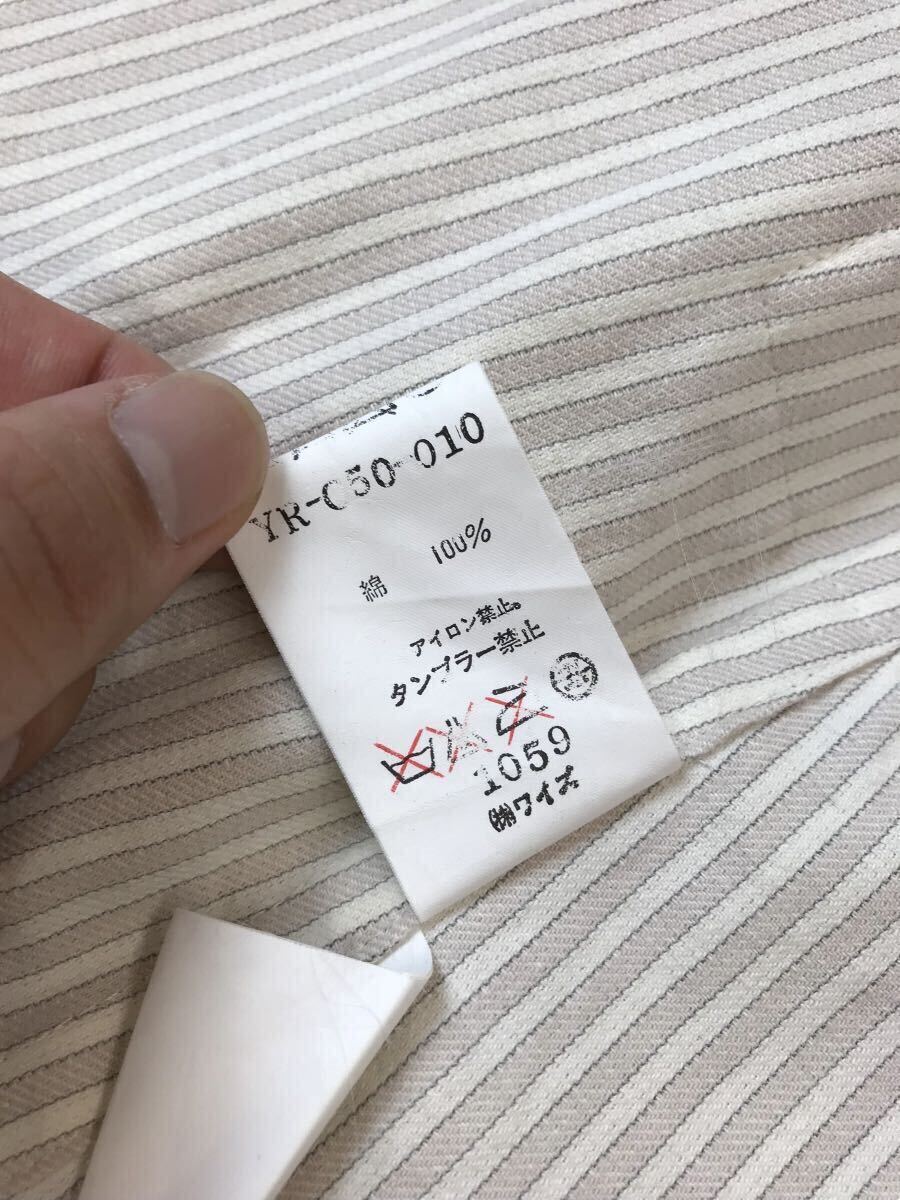 YR-C50-010
綿 100%
アイロン禁止。
タンブラー禁止
1059
㈱ワイズ